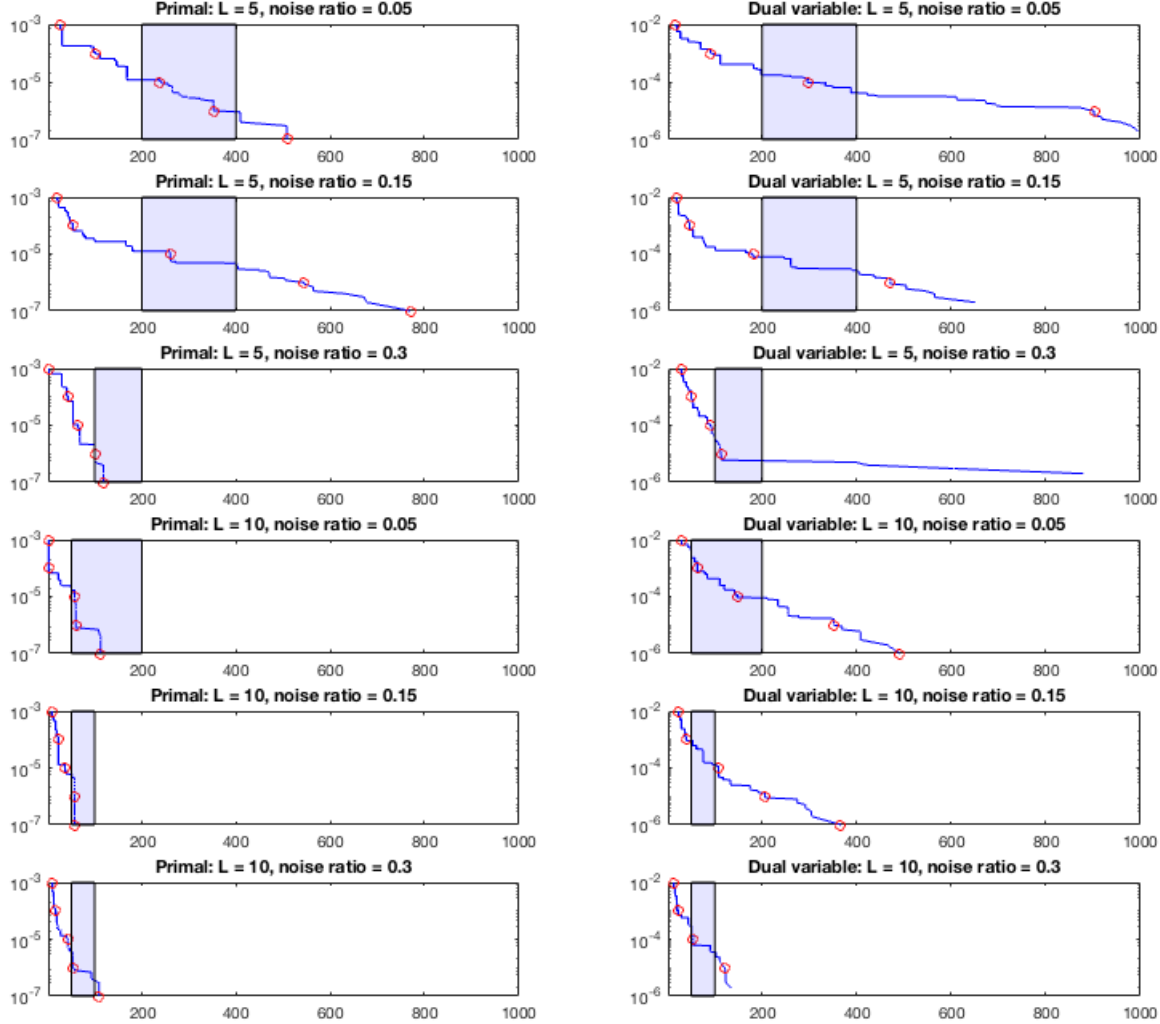 Primal: L = 5, noise ratio = 0.05
10^-3
10^-5
10^-7
200 400 600 800 1000
Dual variable: L = 5, noise ratio = 0.05
10^-2
10^-4
10^-6
200 400 600 800 1000
Primal: L = 5, noise ratio = 0.15
10^-3
10^-5
10^-7
200 400 600 800 1000
Dual variable: L = 5, noise ratio = 0.15
10^-2
10^-4
10^-6
200 400 600 800 1000
Primal: L = 5, noise ratio = 0.3
10^-3
10^-5
10^-7
200 400 600 800 1000
Dual variable: L = 5, noise ratio = 0.3
10^-2
10^-4
10^-6
200 400 600 800 1000
Primal: L = 10, noise ratio = 0.05
10^-3
10^-5
10^-7
200 400 600 800 1000
Dual variable: L = 10, noise ratio = 0.05
10^-2
10^-4
10^-6
200 400 600 800 1000
Primal: L = 10, noise ratio = 0.15
10^-3
10^-5
10^-7
200 400 600 800 1000
Dual variable: L = 10, noise ratio = 0.15
10^-2
10^-4
10^-6
200 400 600 800 1000
Primal: L = 10, noise ratio = 0.3
10^-3
10^-5
10^-7
200 400 600 800 1000
Dual variable: L = 10, noise ratio = 0.3
10^-2
10^-4
10^-6
200 400 600 800 1000